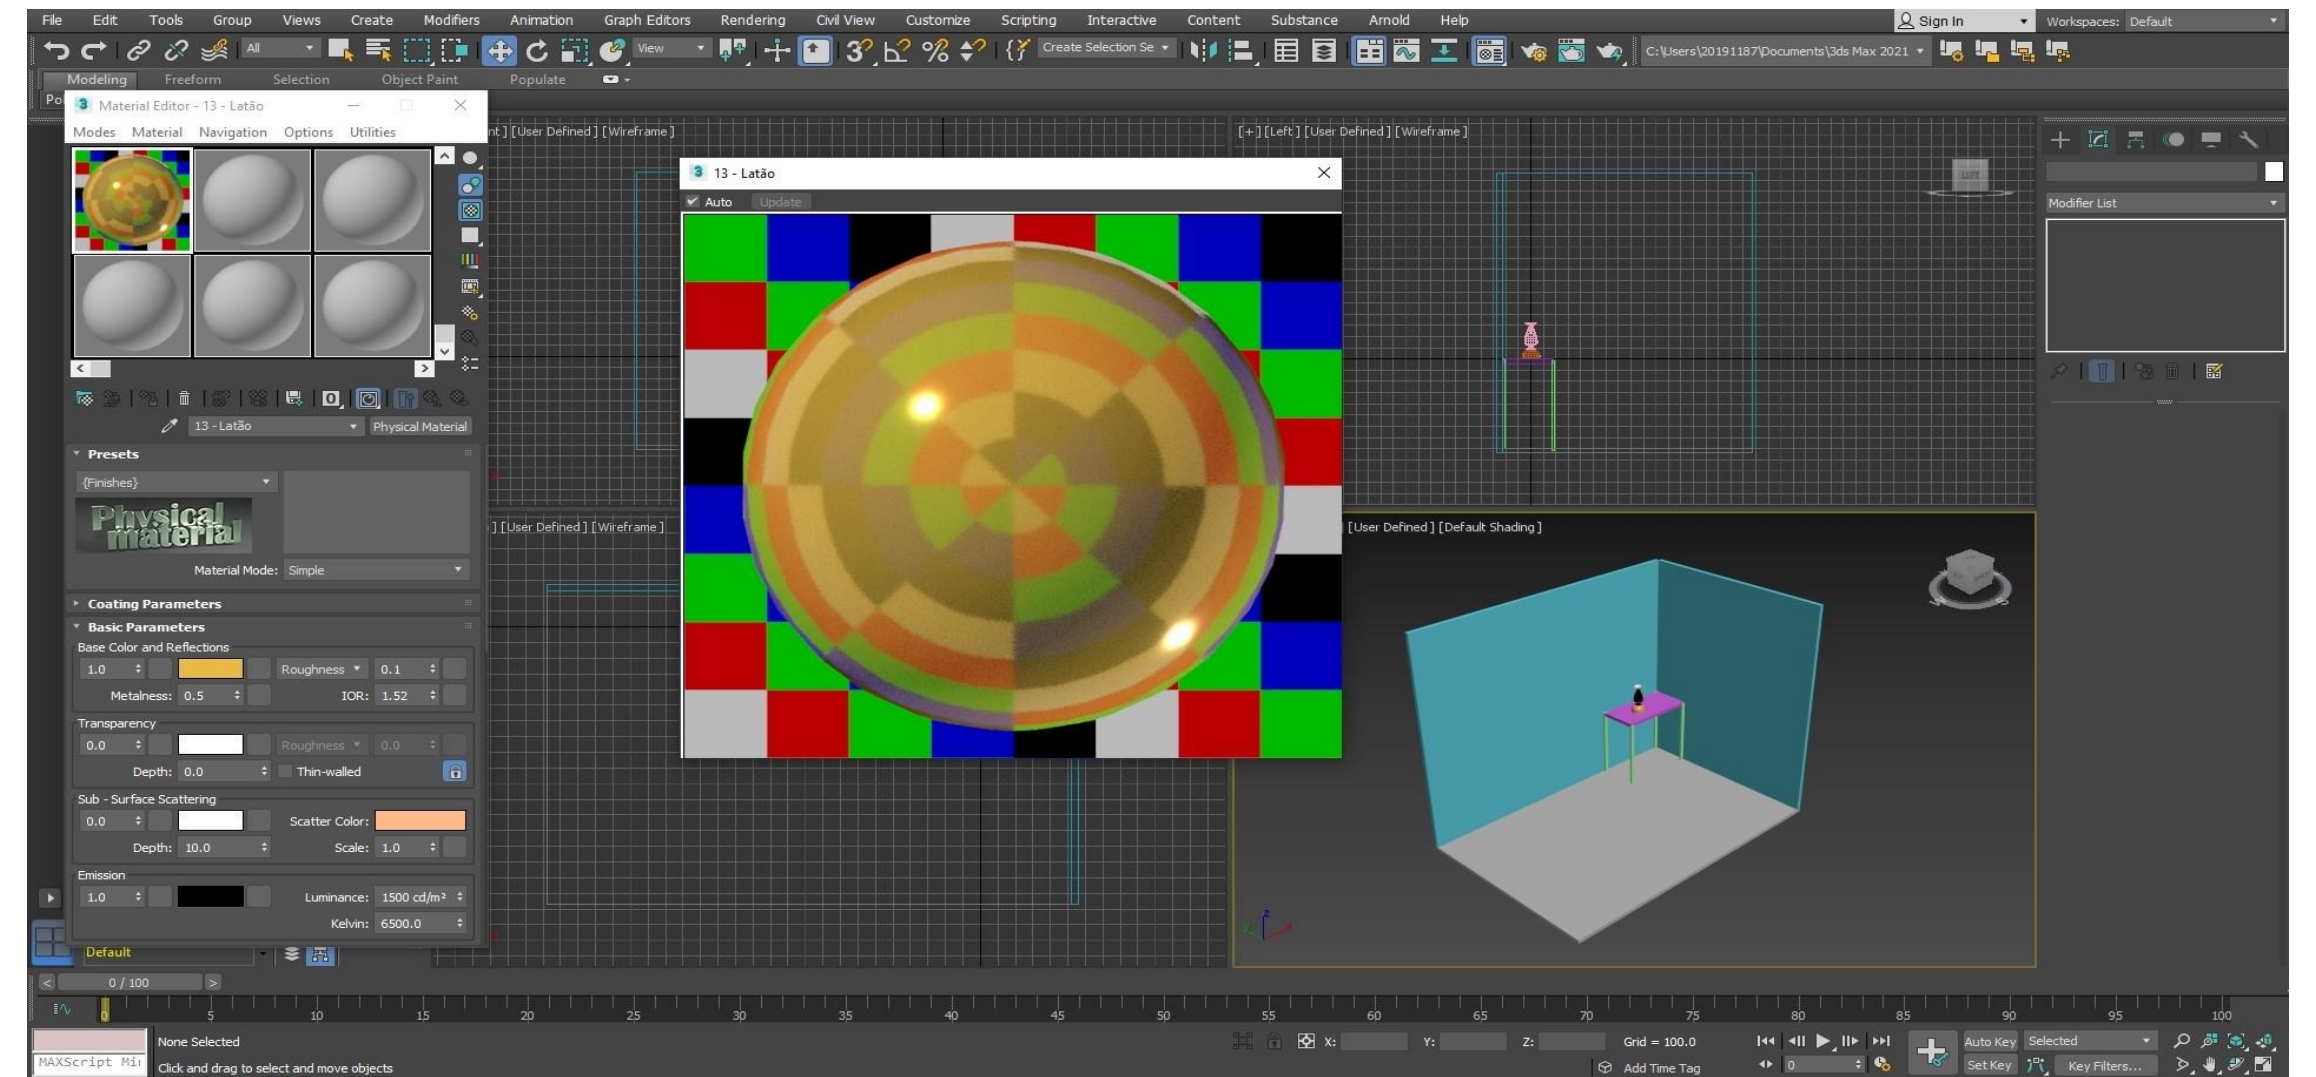 File Edit Tools Group Views Create Modifiers Animation Graph Editors Rendering Civil View Customize Scripting Interactive Content Substance Arnold Help Sign In Workspaces: Default
All View Create Selection Se C:\Users\20191187\Documents\3ds Max 2021
Modeling Freeform Selection Object Paint Populate
Material Editor - 13 - Latão
Modes Material Navigation Options Utilities
13 - Latão Physical Material
Presets
{Finishes}
Physical
material
Material Mode: Simple
Coating Parameters
Basic Parameters
Base Color and Reflections
1.0 Roughness 0.1
Metalness: 0.5 IOR: 1.52
Transparency
0.0 Roughness 0.0
Depth: 0.0 Thin-walled
Sub - Surface Scattering
0.0 Scatter Color:
Depth: 10.0 Scale: 1.0
Emission
1.0 Luminance: 1500 cd/m²
Kelvin: 6500.0
] [User Defined ] [Wireframe ]
13 - Latão
Auto Update
] [User Defined ] [Wireframe ]
[+] [Left ] [User Defined ] [Wireframe ]
LEFT
[User Defined ] [Default Shading ]
z
Modifier List
Default
0 / 100
0 5 10 15 20 25 30 35 40 45 50 55 60 65 70 75 80 85 90 95 100
None Selected X: Y: Z: Grid = 100.0 Auto Key Selected
MAXScript Mi
Click and drag to select and move objects Add Time Tag 0 Set Key Key Filters...